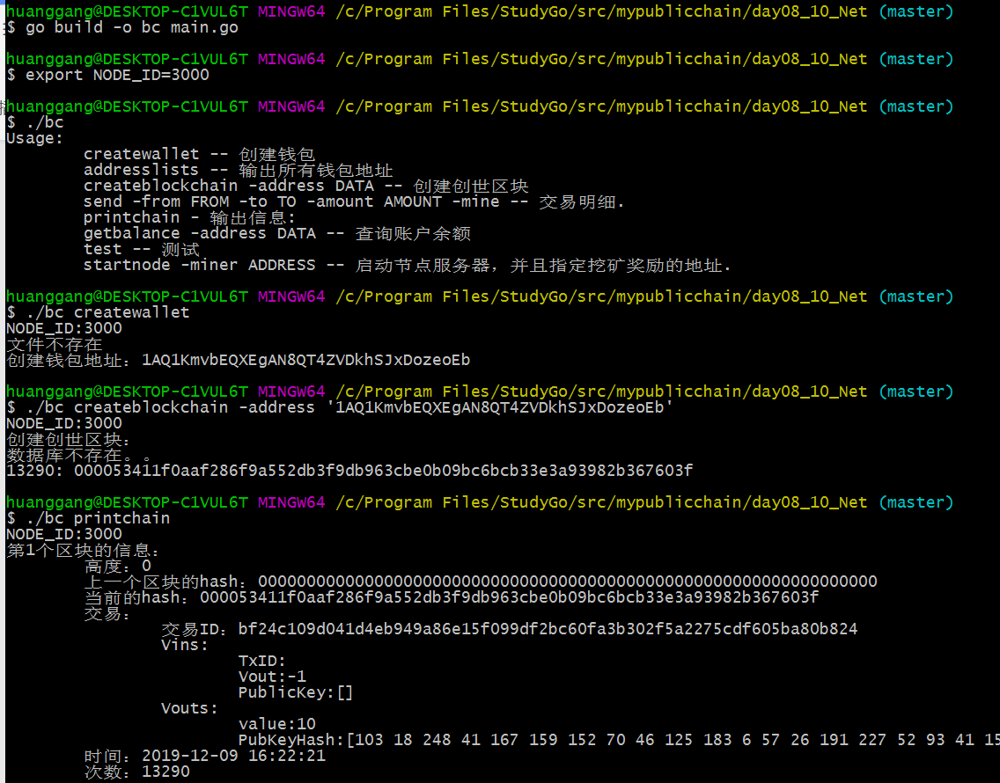 huanggang@DESKTOP-C1VUL6T MINGW64 /c/Program Files/StudyGo/src/mypublicchain/day08_10_Net (master)
$ go build -o bc main.go
huanggang@DESKTOP-C1VUL6T MINGW64 /c/Program Files/StudyGo/src/mypublicchain/day08_10_Net (master)
$ export NODE_ID=3000
huanggang@DESKTOP-C1VUL6T MINGW64 /c/Program Files/StudyGo/src/mypublicchain/day08_10_Net (master)
$ ./bc
Usage:
createwallet -- 创建钱包
addresslists -- 输出所有钱包地址
createblockchain -address DATA -- 创建创世区块
send -from FROM -to TO -amount AMOUNT -mine -- 交易明细.
printchain - 输出信息:
getbalance -address DATA -- 查询账户余额
test -- 测试
startnode -miner ADDRESS -- 启动节点服务器，并且指定挖矿奖励的地址.
huanggang@DESKTOP-C1VUL6T MINGW64 /c/Program Files/StudyGo/src/mypublicchain/day08_10_Net (master)
$ ./bc createwallet
NODE_ID:3000
文件不存在
创建钱包地址：1AQ1KmvbEQXEgAN8QT4ZVDkhSJxDozeoEb
huanggang@DESKTOP-C1VUL6T MINGW64 /c/Program Files/StudyGo/src/mypublicchain/day08_10_Net (master)
$ ./bc createblockchain -address '1AQ1KmvbEQXEgAN8QT4ZVDkhSJxDozeoEb'
NODE_ID:3000
创建创世区块：
数据库不存在。。
13290: 000053411f0aaf286f9a552db3f9db963cbe0b09bc6bcb33e3a93982b367603f
huanggang@DESKTOP-C1VUL6T MINGW64 /c/Program Files/StudyGo/src/mypublicchain/day08_10_Net (master)
$ ./bc printchain
NODE_ID:3000
第1个区块的信息：
高度：0
上一个区块的hash：0000000000000000000000000000000000000000000000000000000000000000
当前的hash：000053411f0aaf286f9a552db3f9db963cbe0b09bc6bcb33e3a93982b367603f
交易：
交易ID：bf24c109d041d4eb949a86e15f099df2bc60fa3b302f5a2275cdf605ba80b824
Vins:
TxID:
Vout:-1
PublicKey:[]
Vouts:
value:10
PubKeyHash:[103 18 248 41 167 159 152 70 46 125 183 6 57 26 191 227 52 93 41 15
时间：2019-12-09 16:22:21
次数：13290